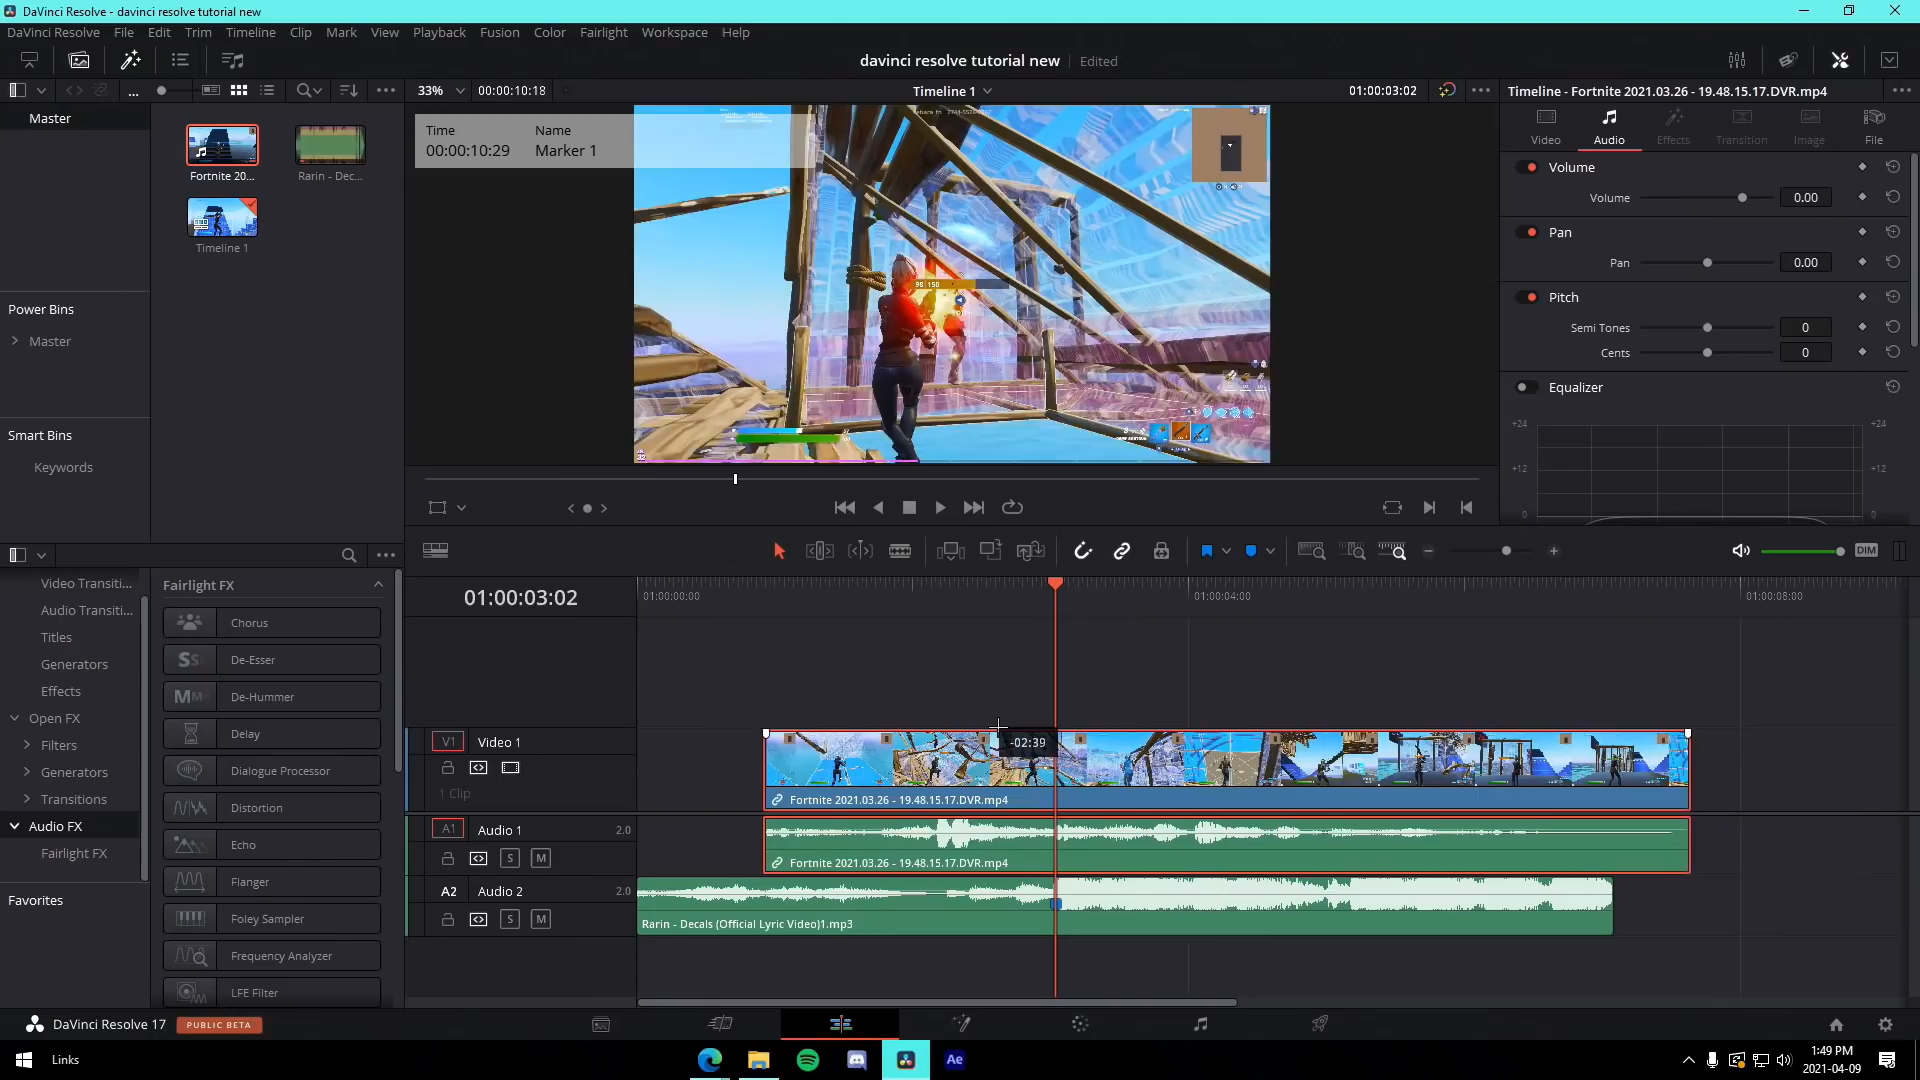 DaVinci Resolve - davinci resolve tutorial new
DaVinci Resolve File Edit Trim Timeline Clip Mark View Playback Fusion Color Fairlight Workspace Help
davinci resolve tutorial new Edited
33% 00:00:10:18 Timeline 1 01:00:03:02
Timeline - Fortnite 2021.03.26 - 19.48.15.17.DVR.mp4
Master
Fortnite 20...
Rarin - Dec...
Timeline 1
Power Bins
Master
Smart Bins
Keywords
Time Name
00:00:10:29 Marker 1
98 150
Video Audio Effects Transition Image File
Volume
Volume 0.00
Pan
Pan 0.00
Pitch
Semi Tones 0
Cents 0
Equalizer
+24 +24
+12 +12
0 0
DIM
Video Transiti...
Audio Transiti...
Titles
Generators
Effects
Open FX
Filters
Generators
Transitions
Audio FX
Fairlight FX
Favorites
Fairlight FX
Chorus
De-Esser
De-Hummer
Delay
Dialogue Processor
Distortion
Echo
Flanger
Foley Sampler
Frequency Analyzer
LFE Filter
01:00:03:02
01:00:00:00 01:00:04:00 01:00:08:00
V1 Video 1
1 Clip
-02:39
Fortnite 2021.03.26 - 19.48.15.17.DVR.mp4
A1 Audio 1 2.0
S M
Fortnite 2021.03.26 - 19.48.15.17.DVR.mp4
A2 Audio 2 2.0
S M
Rarin - Decals (Official Lyric Video)1.mp3
DaVinci Resolve 17 PUBLIC BETA
Links
Ae
1:49 PM
2021-04-09